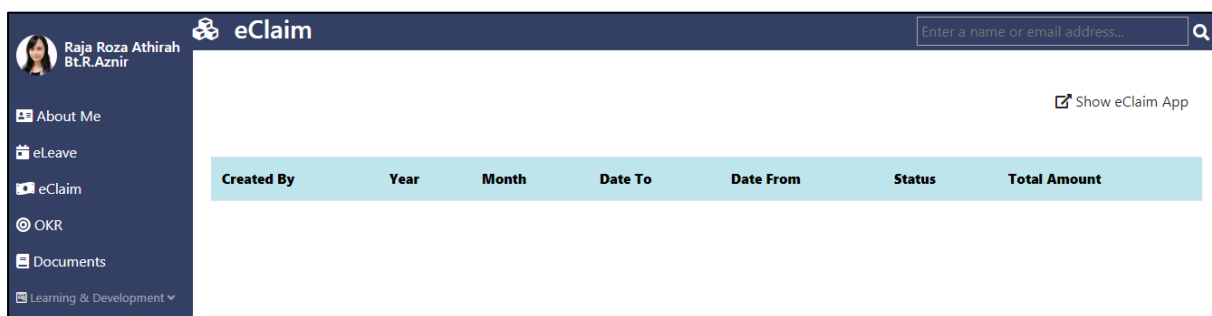 Raja Roza Athirah
Bt.R.Aznir
About Me
eLeave
eClaim
OKR
Documents
Learning & Development
eClaim
Enter a name or email address...
Show eClaim App
Created By Year Month Date To Date From Status Total Amount